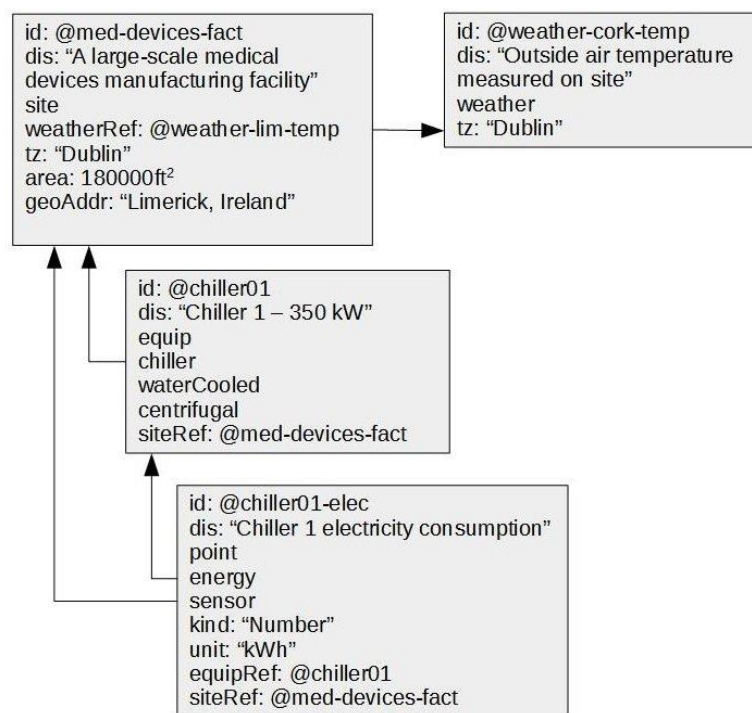 id: @med-devices-fact
dis: “A large-scale medical
devices manufacturing facility”
site
weatherRef: @weather-lim-temp
tz: “Dublin”
area: 180000ft²
geoAddr: “Limerick, Ireland”
id: @weather-cork-temp
dis: “Outside air temperature
measured on site”
weather
tz: “Dublin”
id: @chiller01
dis: “Chiller 1 – 350 kW”
equip
chiller
waterCooled
centrifugal
siteRef: @med-devices-fact
id: @chiller01-elec
dis: “Chiller 1 electricity consumption”
point
energy
sensor
kind: “Number”
unit: “kWh”
equipRef: @chiller01
siteRef: @med-devices-fact